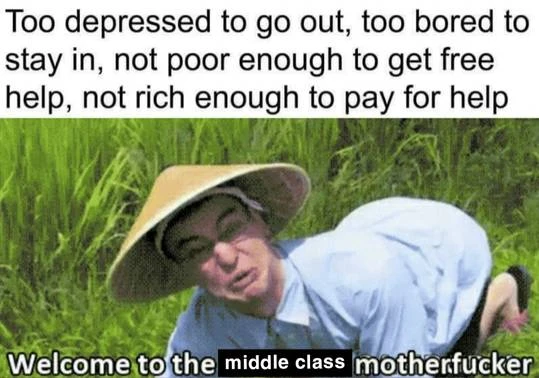 Too depressed to go out, too bored to
stay in, not poor enough to get free
help, not rich enough to pay for help
Welcome to the middle class motherfucker